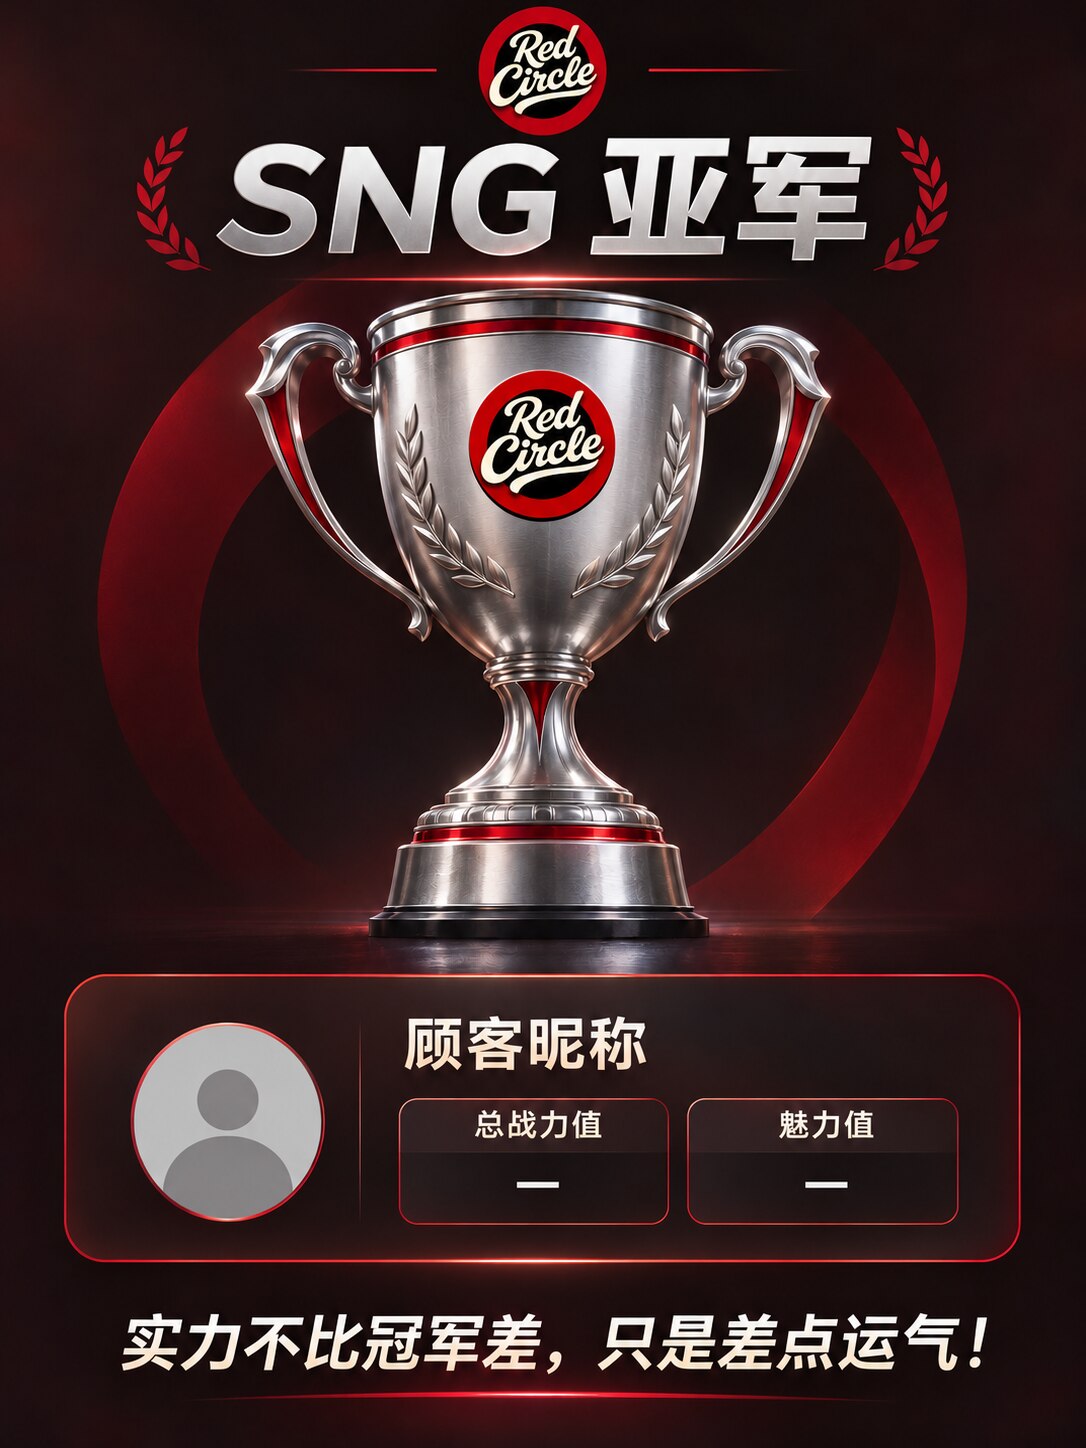 Red
Circle
SNG 亚军
Red
Circle
顾客昵称
总战力值
魅力值
—
—
实力不比冠军差，只是差点运气！